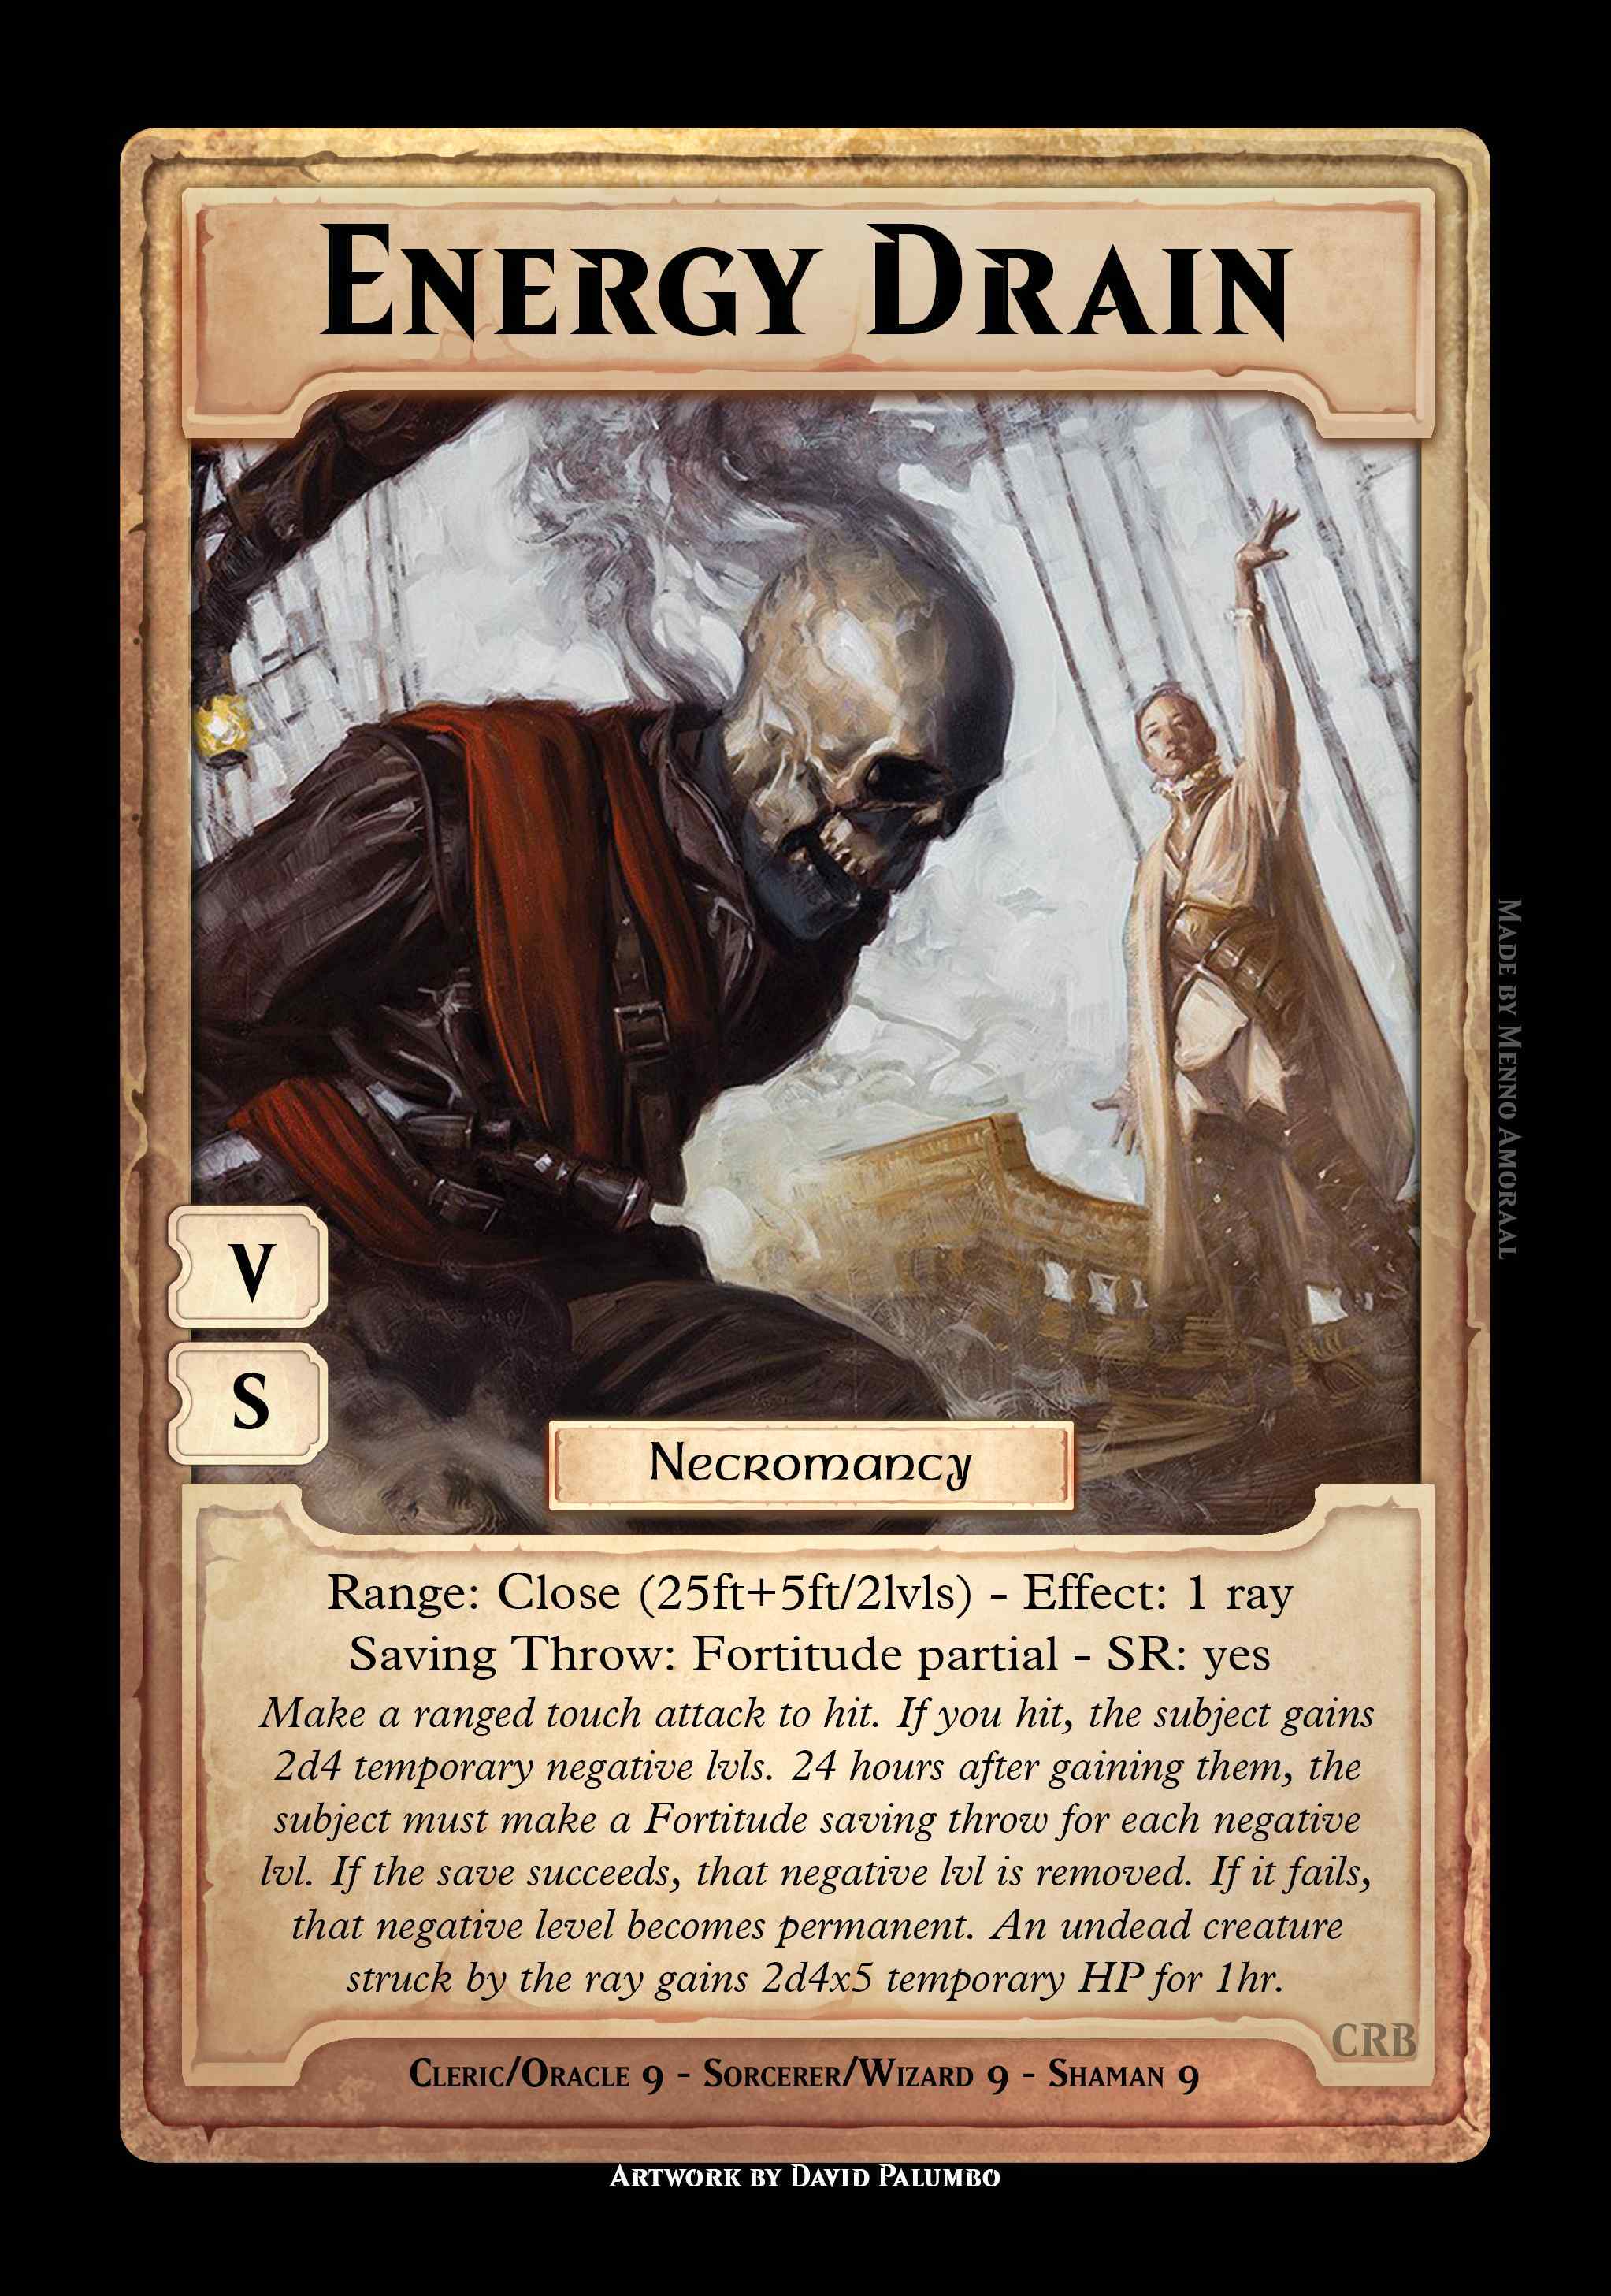 Energy Drain
V
S
Necromancy
Range: Close (25ft+5ft/2lvls) - Effect: 1 ray
Saving Throw: Fortitude partial - SR: yes
Make a ranged touch attack to hit. If you hit, the subject gains
2d4 temporary negative lvls. 24 hours after gaining them, the
subject must make a Fortitude saving throw for each negative
lvl. If the save succeeds, that negative lvl is removed. If it fails,
that negative level becomes permanent. An undead creature
struck by the ray gains 2d4x5 temporary HP for 1hr.
CRB
Cleric/Oracle 9 - Sorcerer/Wizard 9 - Shaman 9
Artwork by David Palumbo
Made by Menno Amoraal